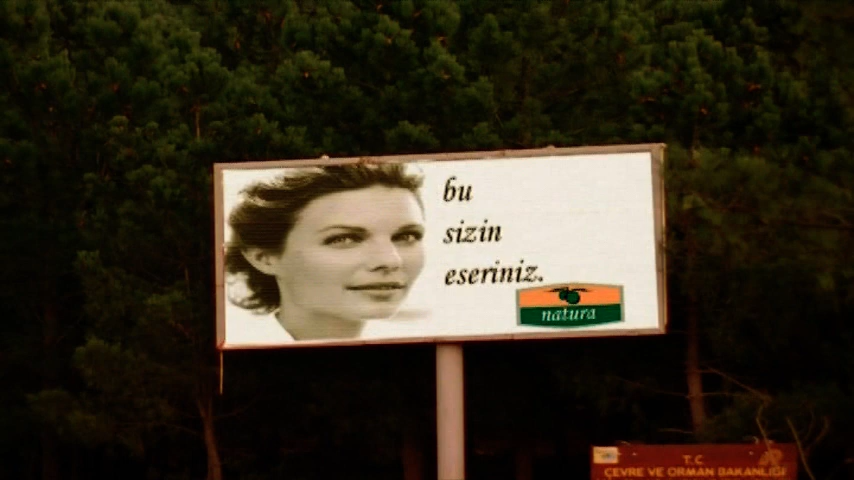 bu
sizin
eseriniz.
natura
T.C
ÇEVRE VE ORMAN BAKANLIĞI